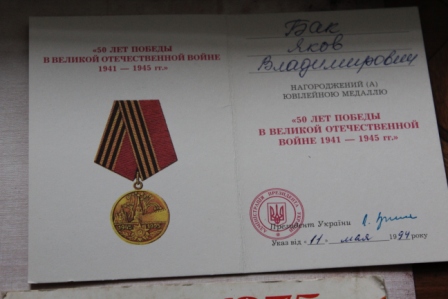 «50 ЛЕТ ПОБЕДЫ
В ВЕЛИКОЙ ОТЕЧЕСТВЕННОЙ ВОЙНЕ
1941 — 1945 гг.»
Бак
Яков
Владимирович
НАГОРОДЖЕНИЙ (А)
ЮВІЛЕЙНОЮ МЕДАЛЛЮ
«50 ЛЕТ ПОБЕДЫ
В ВЕЛИКОЙ ОТЕЧЕСТВЕННОЙ
ВОЙНЕ 1941 — 1945 гг.»
Президент України
Указ від "11" мая 1994 г.